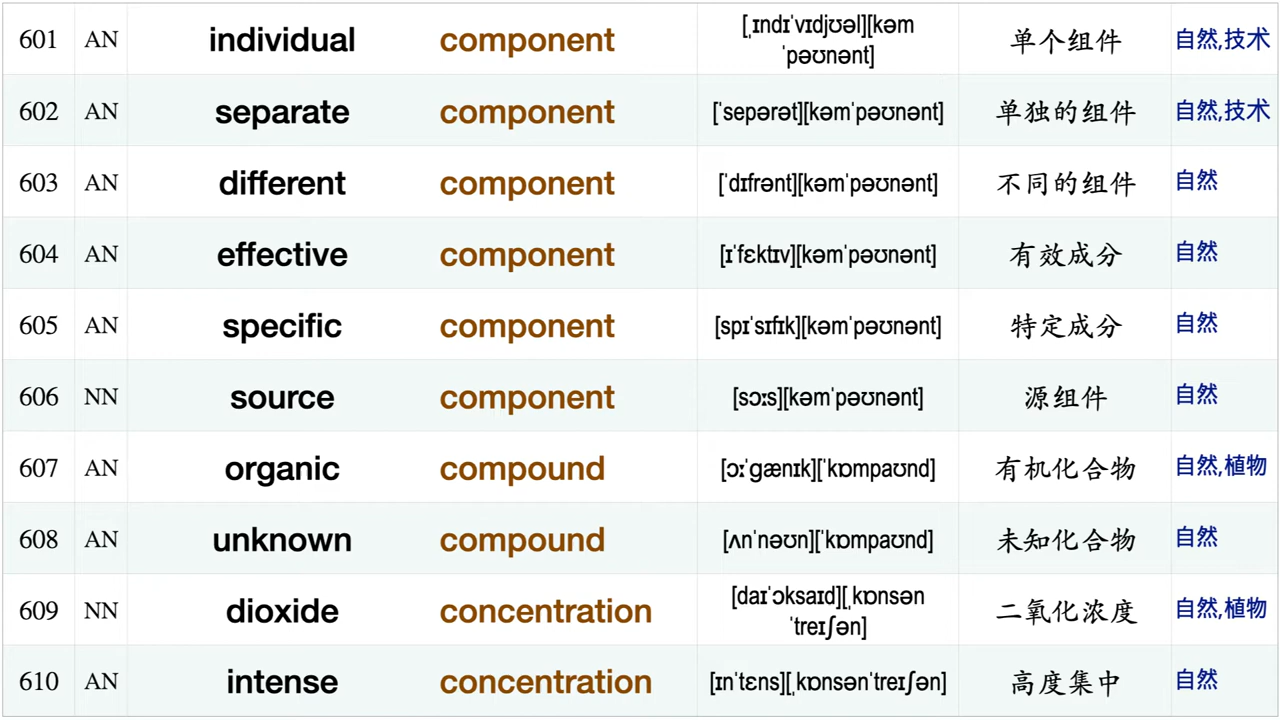 601 AN individual component [ˌɪndɪˈvɪdjʊəl][kəm 单个组件 自然,技术
ˈpəʊnənt]
602 AN separate component [ˈsepərət][kəmˈpəʊnənt] 单独的组件 自然,技术
603 AN different component [ˈdɪfrənt][kəmˈpəʊnənt] 不同的组件 自然
604 AN effective component [ɪˈfɛktɪv][kəmˈpəʊnənt] 有效成分 自然
605 AN specific component [spɪˈsɪfɪk][kəmˈpəʊnənt] 特定成分 自然
606 NN source component [sɔɪs][kəmˈpəʊnənt] 源组件 自然
607 AN organic compound [ɔɪˈɡænɪk][ˈkɒmpaʊnd] 有机化合物 自然,植物
608 AN unknown compound [ʌnˈnəʊn][ˈkɒmpaʊnd] 未知化合物 自然
609 NN dioxide concentration [daɪˈɔksaɪd][ˌkɒnsən 二氧化浓度 自然,植物
ˈtreɪʃən]
610 AN intense concentration [ɪnˈtɛns][ˌkɒnsənˈtreɪʃən] 高度集中 自然